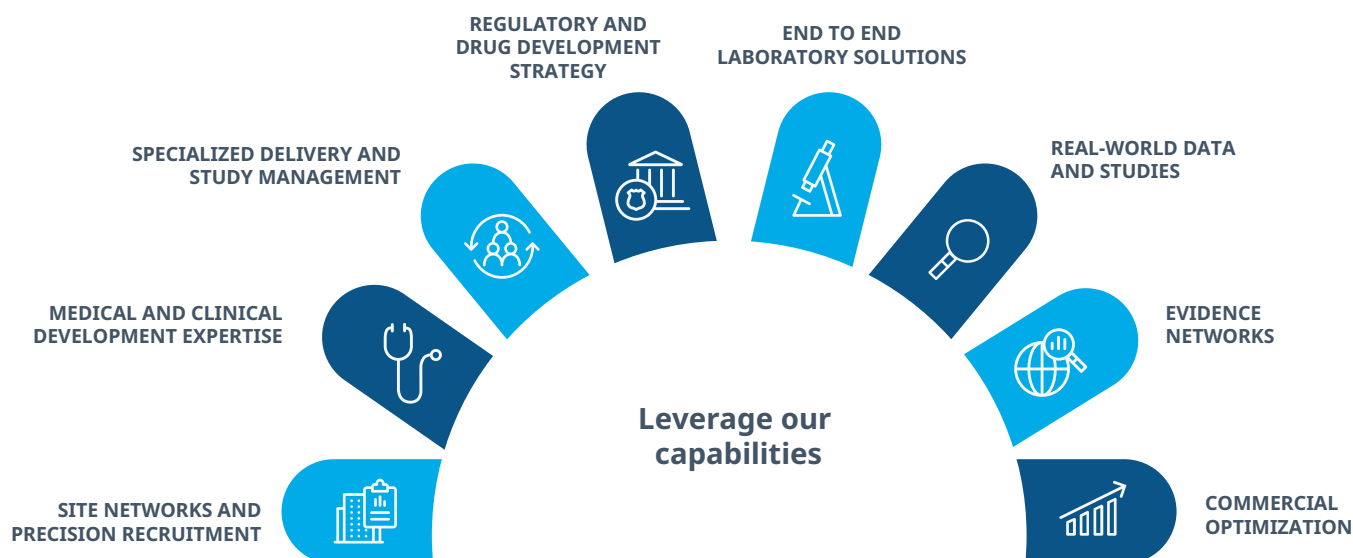 REGULATORY AND
DRUG DEVELOPMENT
STRATEGY
END TO END
LABORATORY SOLUTIONS
SPECIALIZED DELIVERY AND
STUDY MANAGEMENT
REAL-WORLD DATA
AND STUDIES
MEDICAL AND CLINICAL
DEVELOPMENT EXPERTISE
EVIDENCE
NETWORKS
Leverage our
capabilities
SITE NETWORKS AND
PRECISION RECRUITMENT
COMMERCIAL
OPTIMIZATION